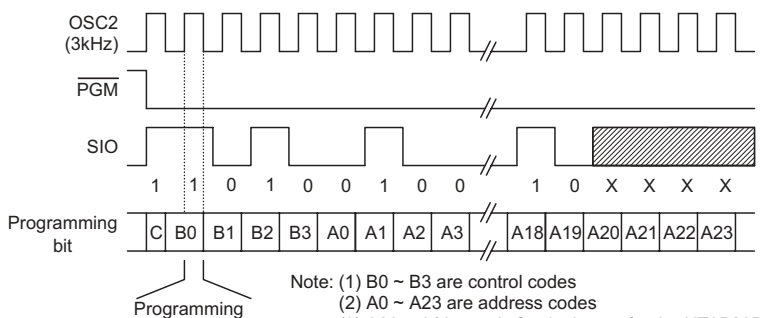 OSC2
(3kHz)
PGM
SIO
1 1 0 1 0 0 1 0 0 1 0 X X X X
Programming
bit
C B0 B1 B2 B3 A0 A1 A2 A3 A18 A19 A20 A21 A22 A23
Programming
Note: (1) B0 ~ B3 are control codes
(2) A0 ~ A23 are address codes